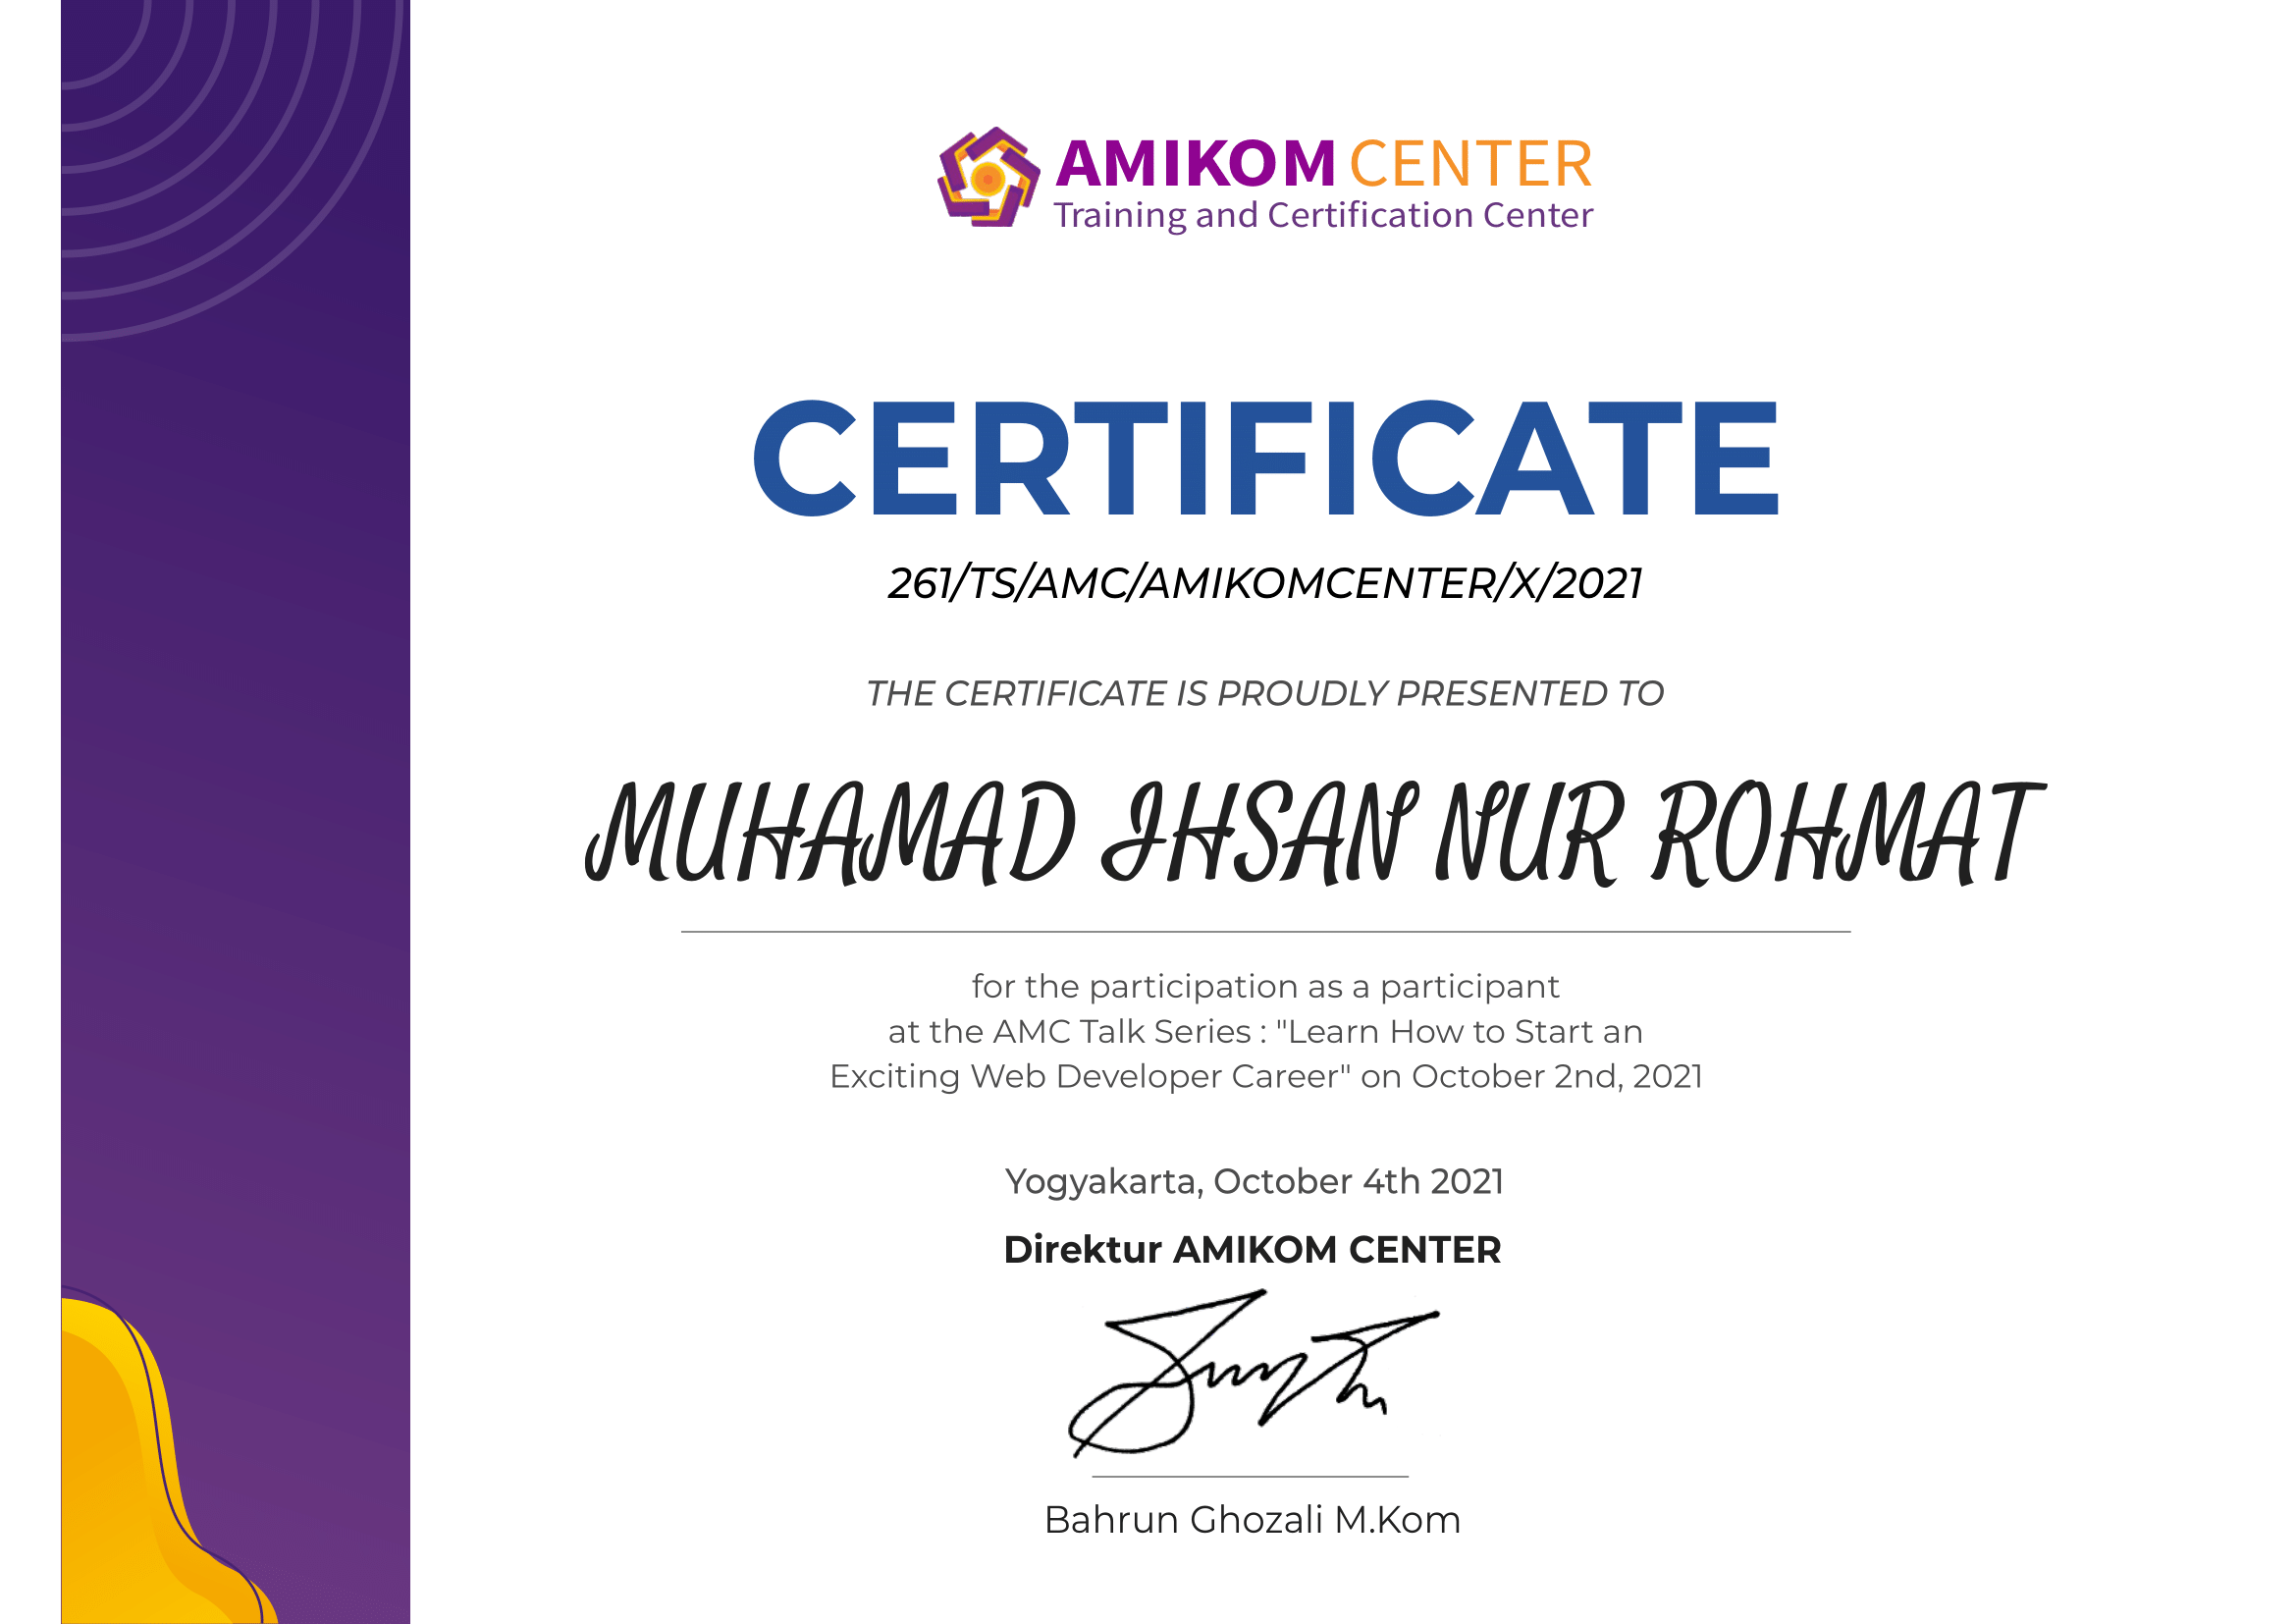 AMIKOM CENTER
Training and Certification Center
CERTIFICATE
261/TS/AMC/AMIKOMCENTER/X/2021
THE CERTIFICATE IS PROUDLY PRESENTED TO
MUHAMAD IHSAN NUR ROHMAT
for the participation as a participant
at the AMC Talk Series : "Learn How to Start an
Exciting Web Developer Career" on October 2nd, 2021
Yogyakarta, October 4th 2021
Direktur AMIKOM CENTER
Bahrun Ghozali M.Kom